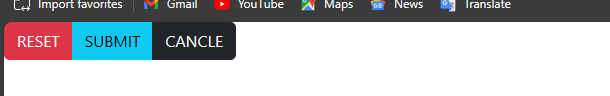 Import favorites Gmail YouTube Maps News Translate
RESET SUBMIT CANCLE